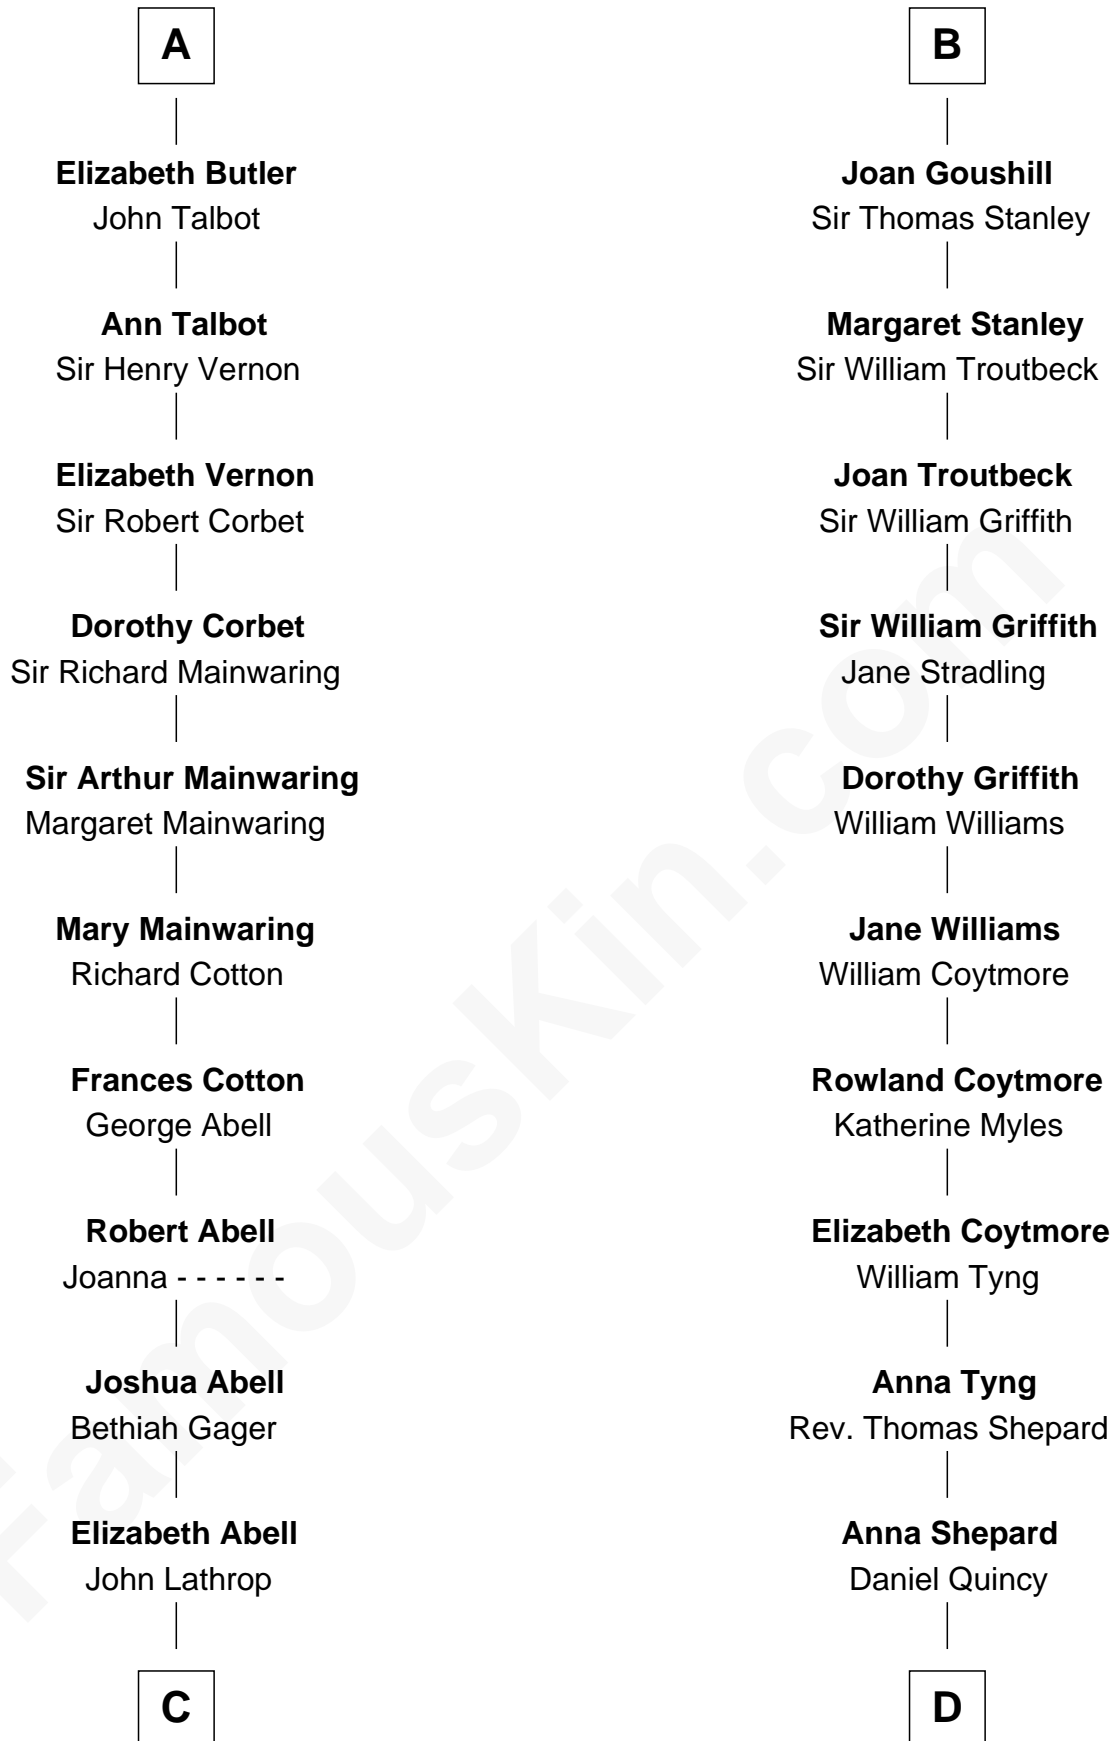 A
Elizabeth Butler
John Talbot
Ann Talbot
Sir Henry Vernon
Elizabeth Vernon
Sir Robert Corbet
Dorothy Corbet
Sir Richard Mainwaring
Sir Arthur Mainwaring
Margaret Mainwaring
Mary Mainwaring
Richard Cotton
Frances Cotton
George Abell
Robert Abell
Joanna - - - - - -
Joshua Abell
Bethiah Gager
Elizabeth Abell
John Lathrop
C
B
Joan Goushill
Sir Thomas Stanley
Margaret Stanley
Sir William Troutbeck
Joan Troutbeck
Sir William Griffith
Sir William Griffith
Jane Stradling
Dorothy Griffith
William Williams
Jane Williams
William Coytmore
Rowland Coytmore
Katherine Myles
Elizabeth Coytmore
William Tyng
Anna Tyng
Rev. Thomas Shepard
Anna Shepard
Daniel Quincy
D
FamousKin.com